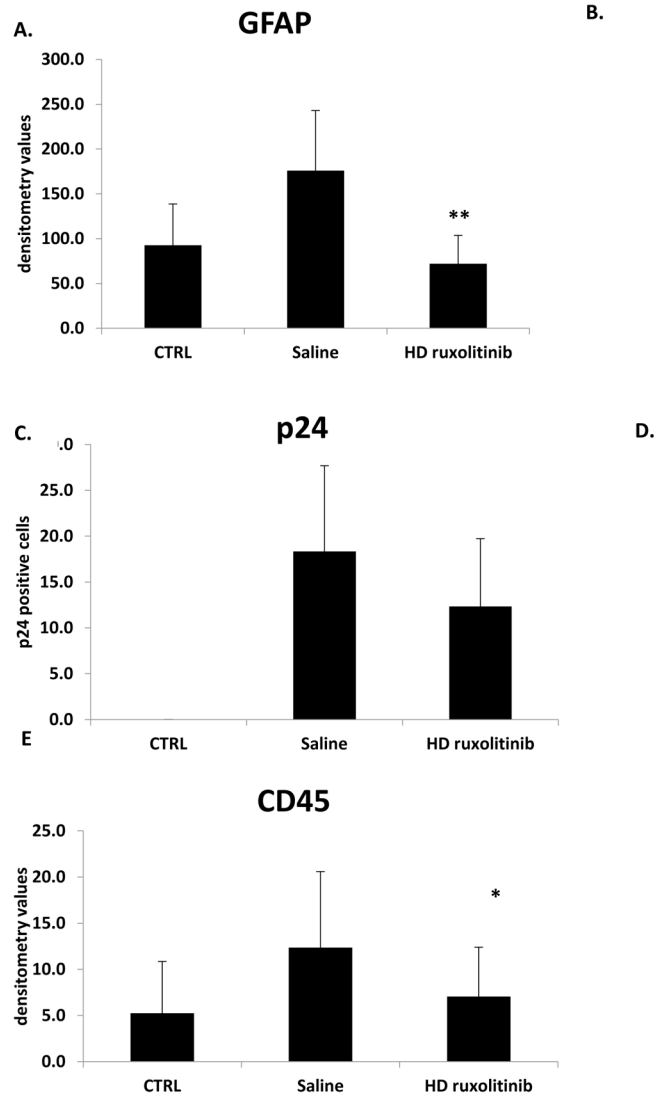 A.
GFAP
B.
300.0
250.0
200.0
150.0
100.0
50.0
0.0
densitometry values
**
CTRL Saline HD ruxolitinib
C.
p24
D.
.0
25.0
20.0
15.0
10.0
5.0
0.0
p24 positive cells
CTRL Saline HD ruxolitinib
E
CD45
25.0
20.0
15.0
10.0
5.0
0.0
densitometry values
*
CTRL Saline HD ruxolitinib